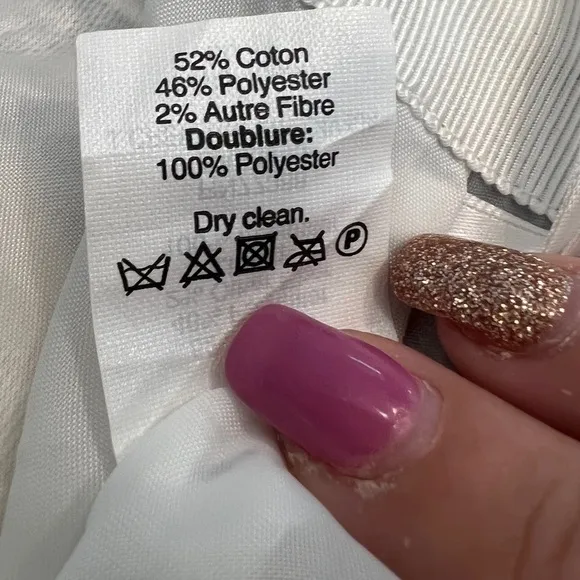 52% Coton
46% Polyester
2% Autre Fibre
Doublure:
100% Polyester
Dry clean.
P